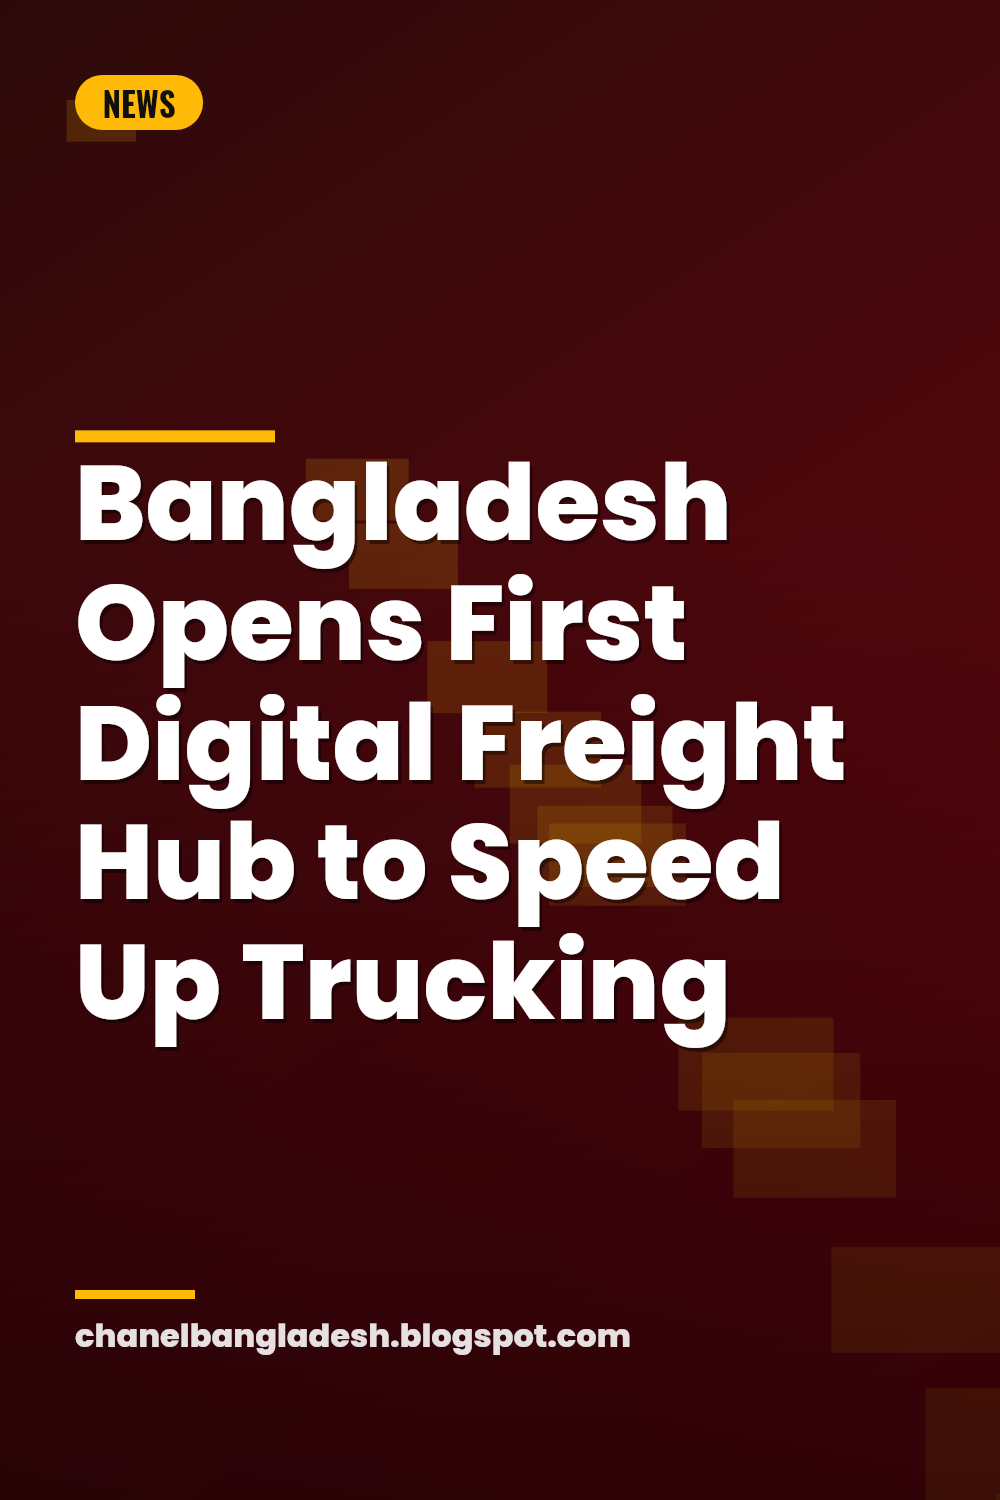 NEWS
Bangladesh
Opens First
Digital Freight
Hub to Speed
Up Trucking
chanelbangladesh.blogspot.com